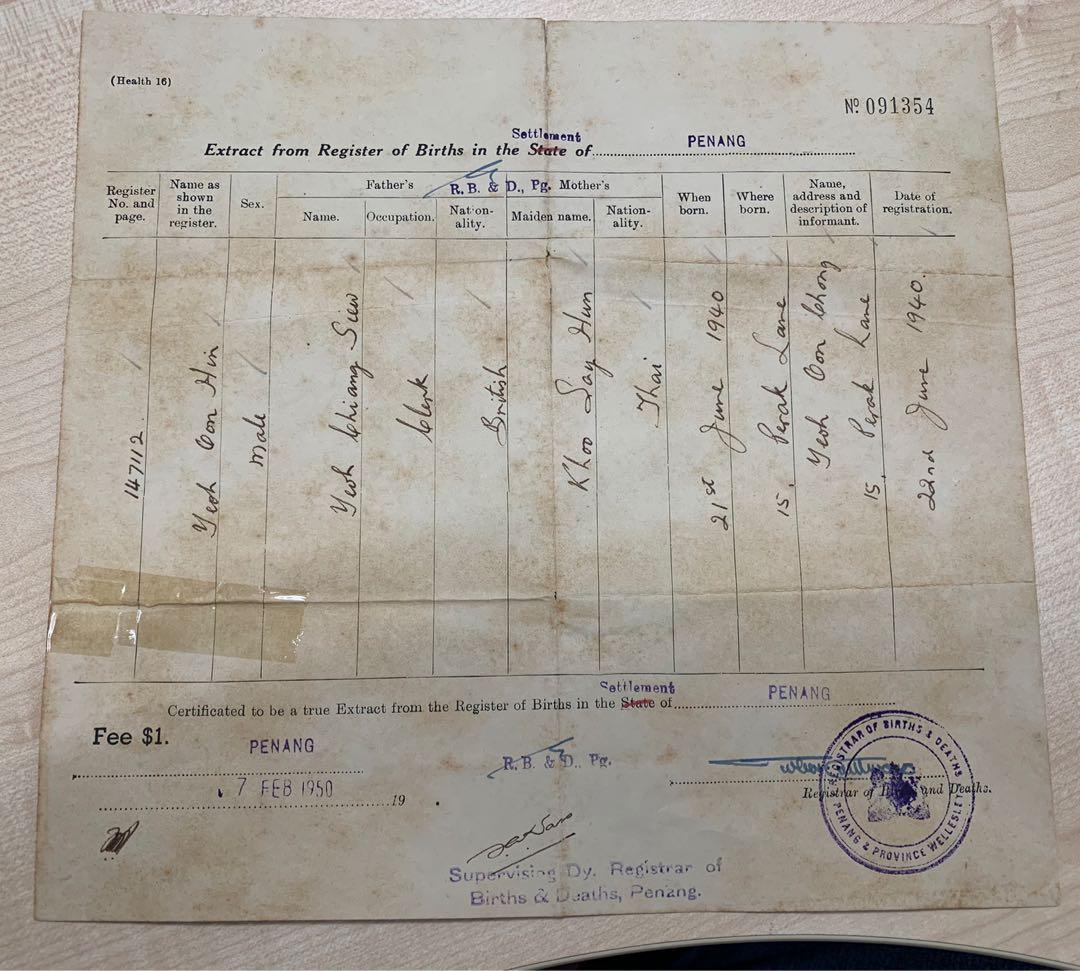 (Health 16)
Nº 091354
Settlement
Extract from Register of Births in the State of PENANG
R. B. & D., Pg.
Register No. and page.
Name as shown in the register.
Sex.
Father's
Name.
Occupation.
Nation-ality.
Mother's
Maiden name.
Nation-ality.
When born.
Where born.
Name, address and description of informant.
Date of registration.
147112
Yeoh Oon Hin
Male
Yeoh Chiang Siew
Clerk
British
Khoo Say Hun
Thai
21st June 1940
15, Perak Lane
Yeoh Oon Chong
15, Perak Lane
22nd June 1940.
Settlement
Certificated to be a true Extract from the Register of Births in the State of PENANG
Fee $1.
PENANG
7 FEB 1950
19
R. B. & D., Pg.
Registrar of Births and Deaths.
REGISTRAR OF BIRTHS & DEATHS
PENANG & PROVINCE WELLESLEY
Supervising Dy. Registrar of
Births & Deaths, Penang.